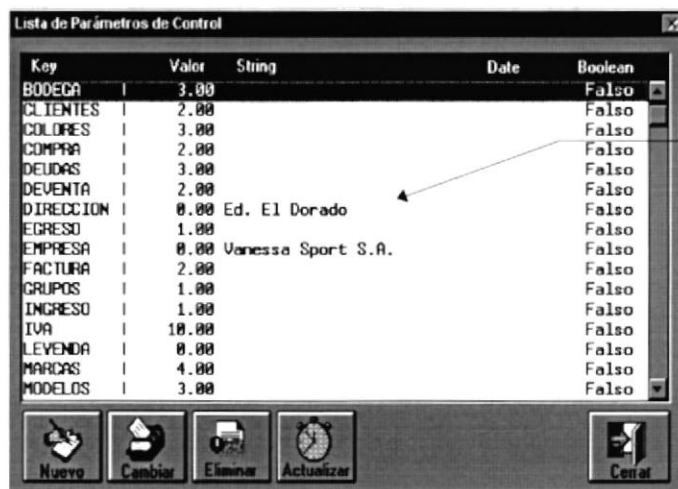 Lista de Parámetros de Control
Key Valor String Date Boolean
BODEGA | 3.00 Falso
CLIENTES | 2.00 Falso
COLORES | 3.00 Falso
COMPRA | 2.00 Falso
DEUDAS | 3.00 Falso
DEVENTA | 2.00 Falso
DIRECCION | 0.00 Ed. El Dorado Falso
EGRESO | 1.00 Falso
EMPRESA | 0.00 Vanessa Sport S.A. Falso
FACTURA | 2.00 Falso
GRUPOS | 1.00 Falso
INGRESO | 1.00 Falso
IVA | 10.00 Falso
LEYENDA | 0.00 Falso
MARCAS | 4.00 Falso
MODELOS | 3.00 Falso
Nuevo Cambiar Eliminar Actualizar Cerrar